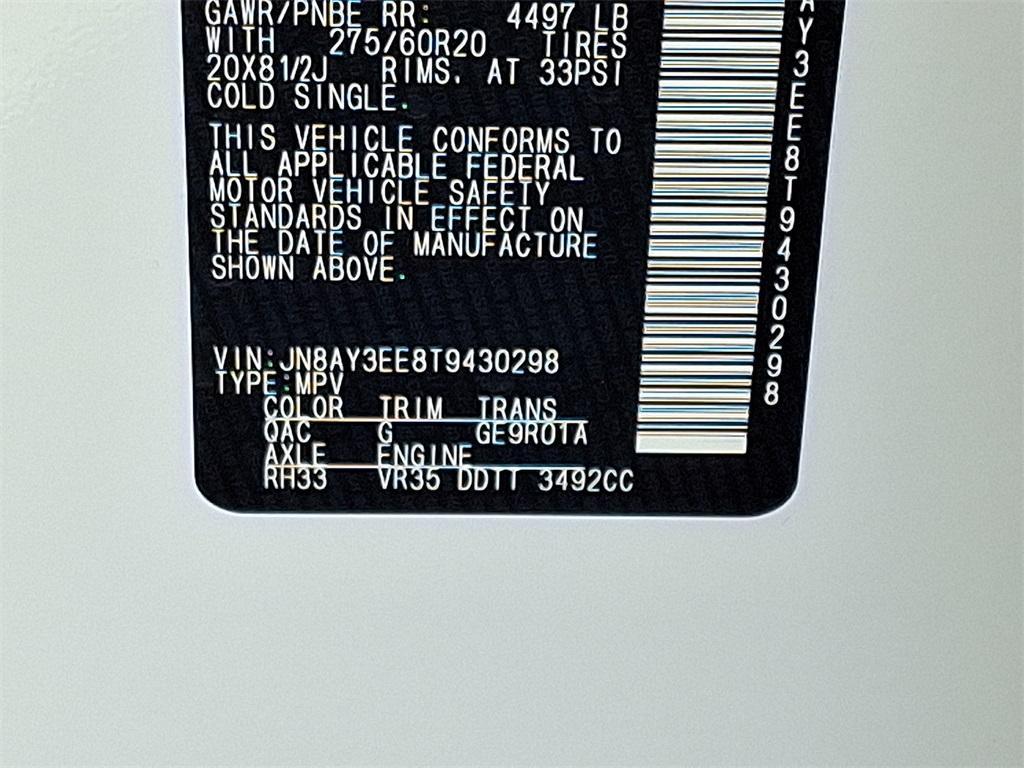 GAWR/PNBE RR: 4497 LB
WITH 275/60R20 TIRES
20X81/2J RIMS. AT 33PSI
COLD SINGLE.
THIS VEHICLE CONFORMS TO
ALL APPLICABLE FEDERAL
MOTOR VEHICLE SAFETY
STANDARDS IN EFFECT ON
THE DATE OF MANUFACTURE
SHOWN ABOVE.
VIN:JN8AY3EE8T9430298
TYPE:MPV
COLOR TRIM TRANS
QAC G GE9R01A
AXLE ENGINE
RH33 VR35 DDTT 3492CC
AY3EE8T9430298